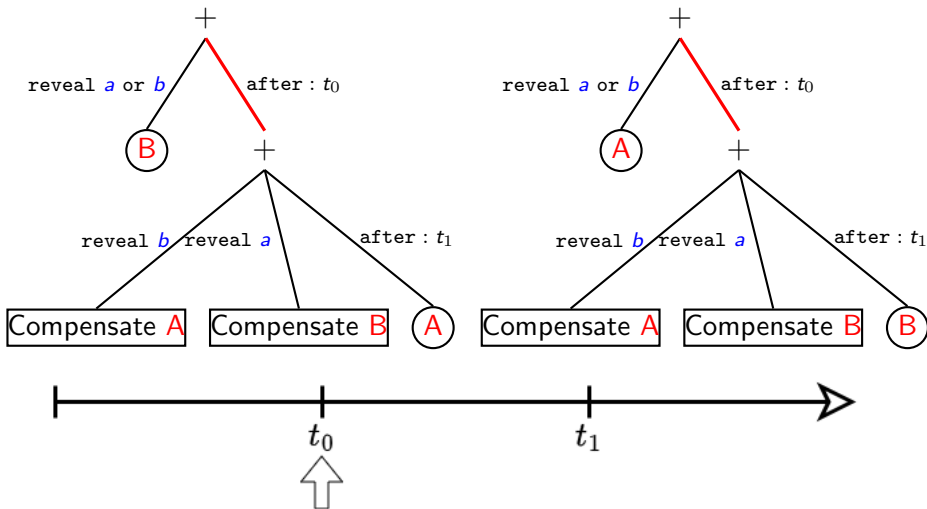 + +
reveal a or b after : t₀ reveal a or b after : t₀
B + A +
reveal b reveal a after : t₁ reveal b reveal a after : t₁
Compensate A Compensate B A Compensate A Compensate B B
t₀ t₁